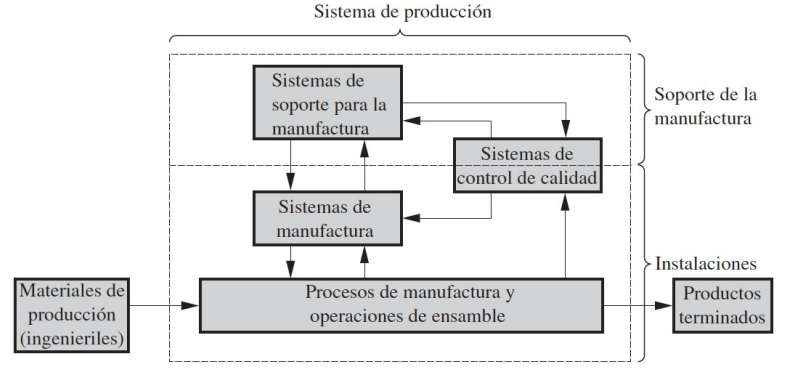 Sistema de producción
Sistemas de
soporte para la
manufactura
Soporte de la
manufactura
Sistemas de
control de calidad
Sistemas de
manufactura
Instalaciones
Materiales de
producción
(ingenieriles)
Procesos de manufactura y
operaciones de ensamble
Productos
terminados